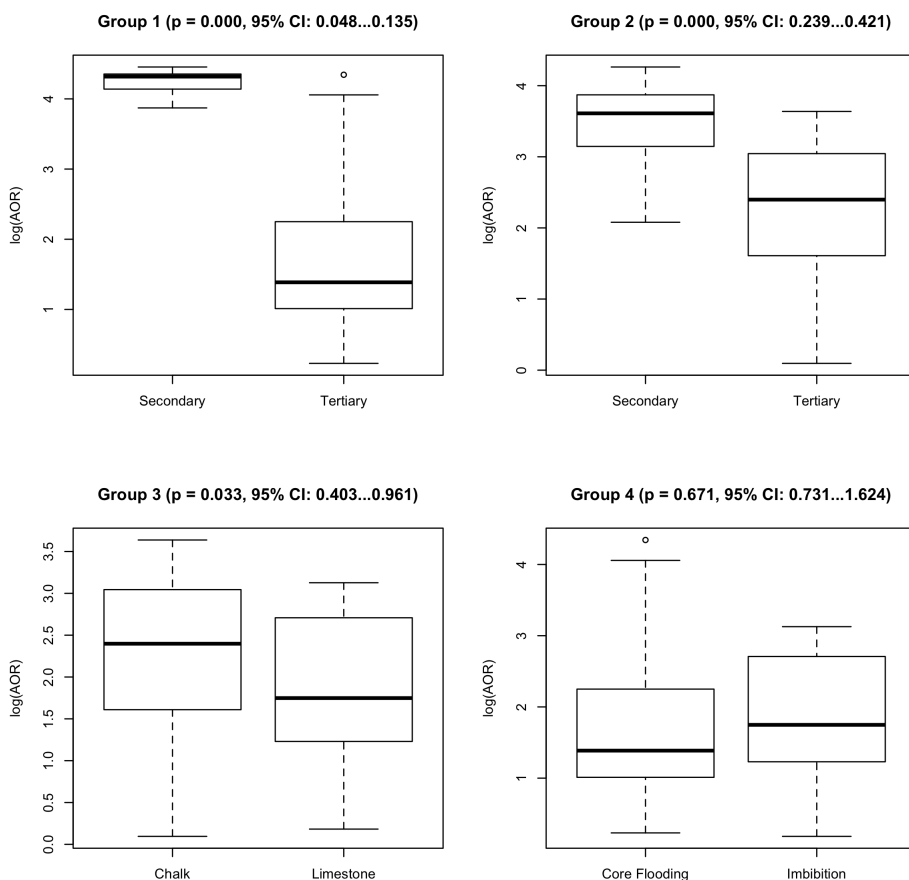 Group 1 (p = 0.000, 95% CI: 0.048...0.135)
log(AOR)
4
3
2
1
Secondary Tertiary
Group 2 (p = 0.000, 95% CI: 0.239...0.421)
log(AOR)
4
3
2
1
0
Secondary Tertiary
Group 3 (p = 0.033, 95% CI: 0.403...0.961)
log(AOR)
3.5
3.0
2.5
2.0
1.5
1.0
0.5
0.0
Chalk Limestone
Group 4 (p = 0.671, 95% CI: 0.731...1.624)
log(AOR)
4
3
2
1
Core Flooding Imbibition